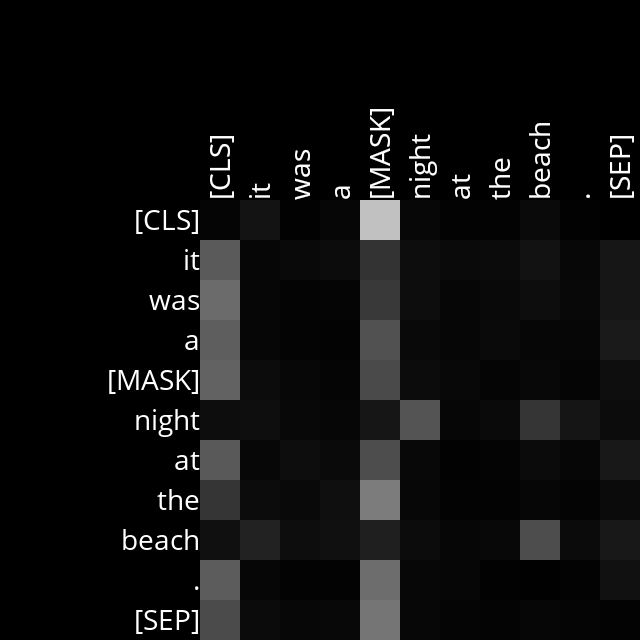 [CLS] it was a [MASK] night at the beach . [SEP]
[CLS]
it
was
a
[MASK]
night
at
the
beach
.
[SEP]